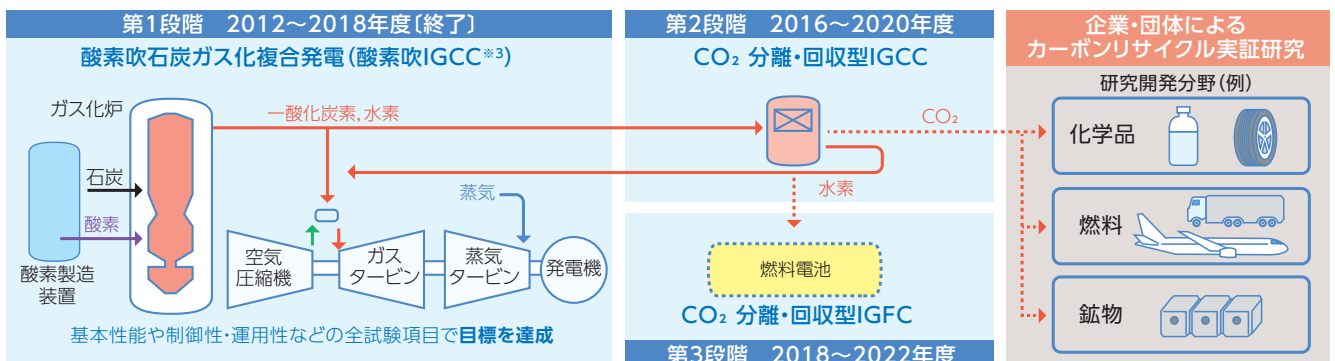 第1段階 2012〜2018年度〔終了〕
酸素吹石炭ガス化複合発電(酸素吹IGCC※3)
ガス化炉
一酸化炭素,水素
石炭
酸素
酸素製造
装置
蒸気
空気
圧縮機
ガス
タービン
蒸気
タービン
発電機
基本性能や制御性・運用性などの全試験項目で目標を達成
第2段階 2016〜2020年度
CO₂ 分離・回収型IGCC
CO₂
水素
燃料電池
CO₂ 分離・回収型IGFC
第3段階 2018〜2022年度
企業・団体による
カーボンリサイクル実証研究
研究開発分野(例)
化学品
燃料
鉱物